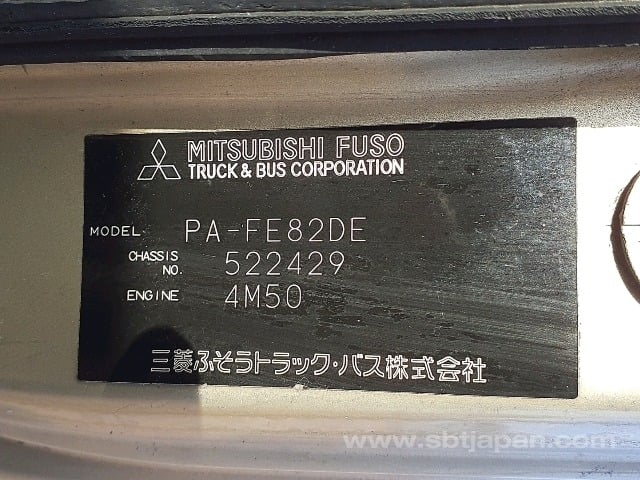 MITSUBISHI FUSO
TRUCK & BUS CORPORATION
MODEL PA-FE82DE
CHASSIS NO. 522429
ENGINE 4M50
三菱ふそうトラック・バス株式会社
www.sbtjapan.com